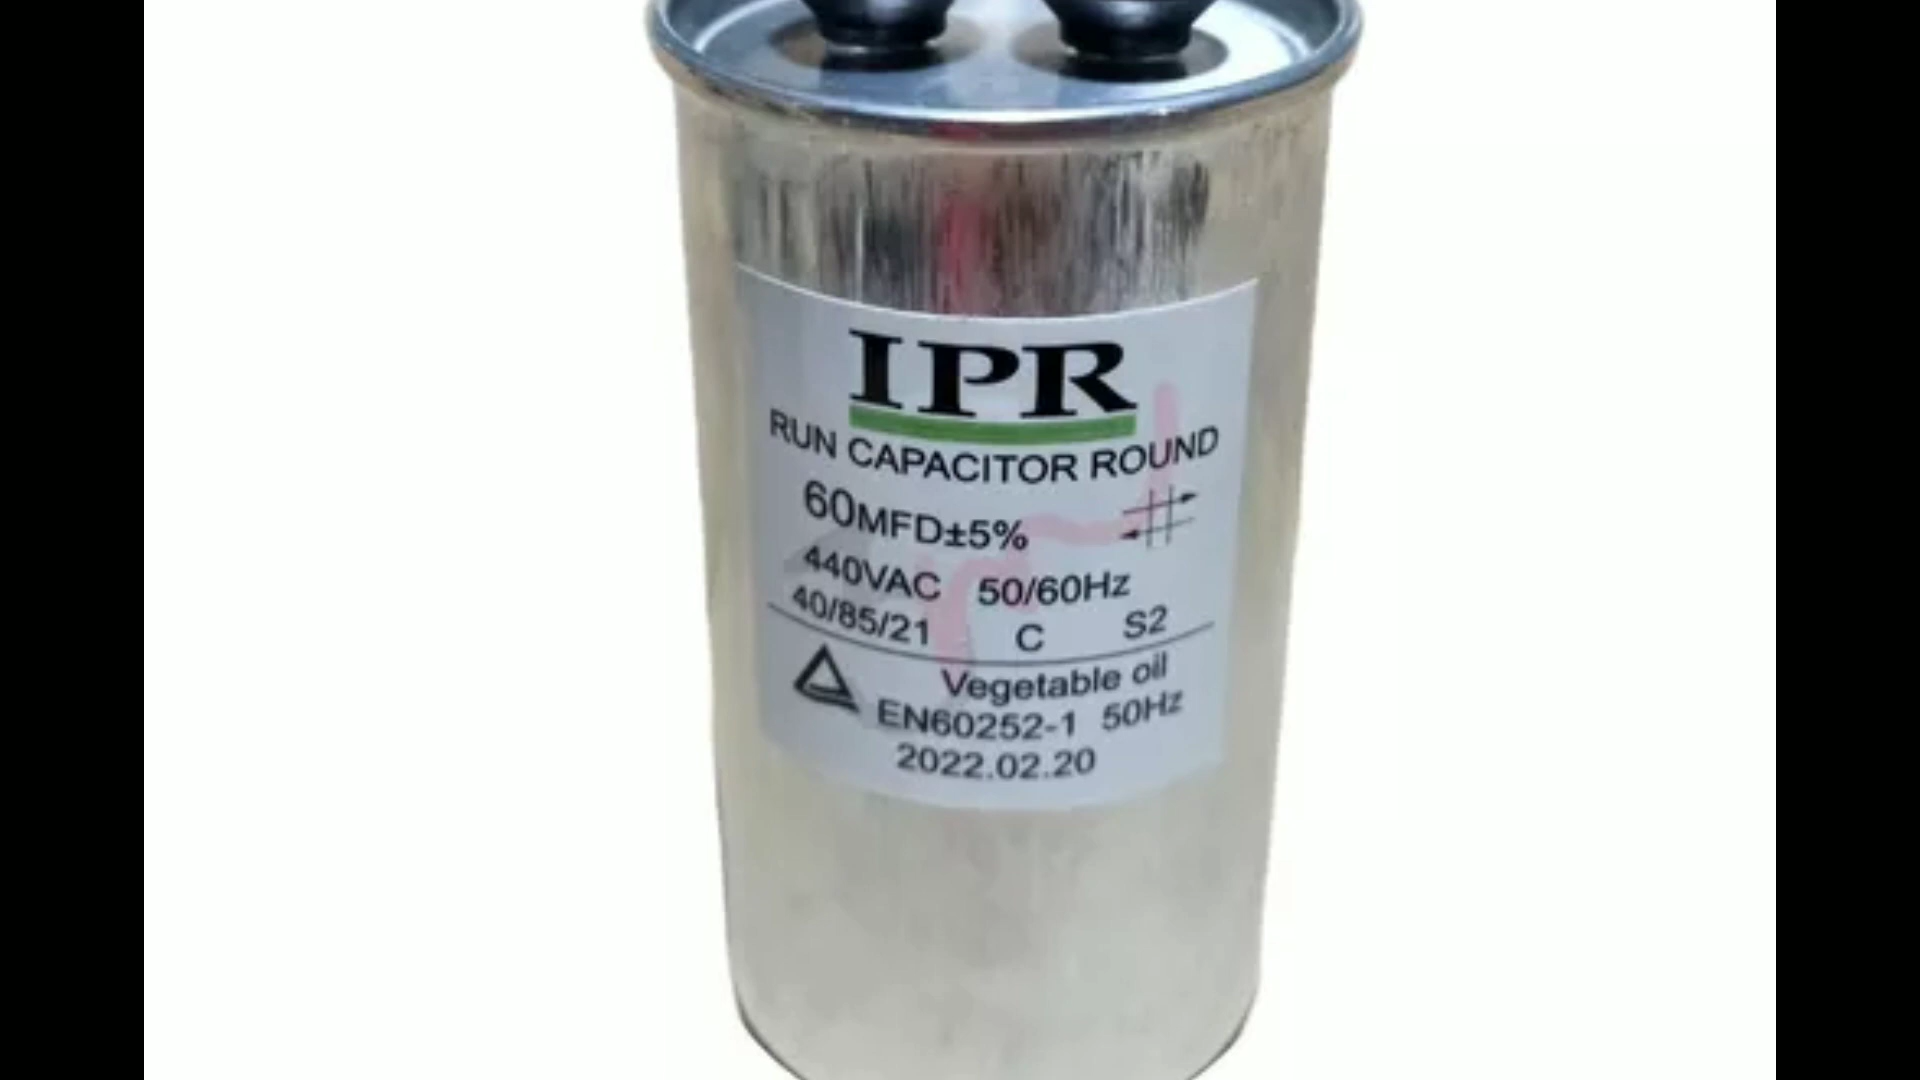 IPR
RUN CAPACITOR ROUND
60MFD±5%
440VAC 50/60Hz
40/85/21 C S2
Vegetable oil
EN60252-1 50Hz
2022.02.20